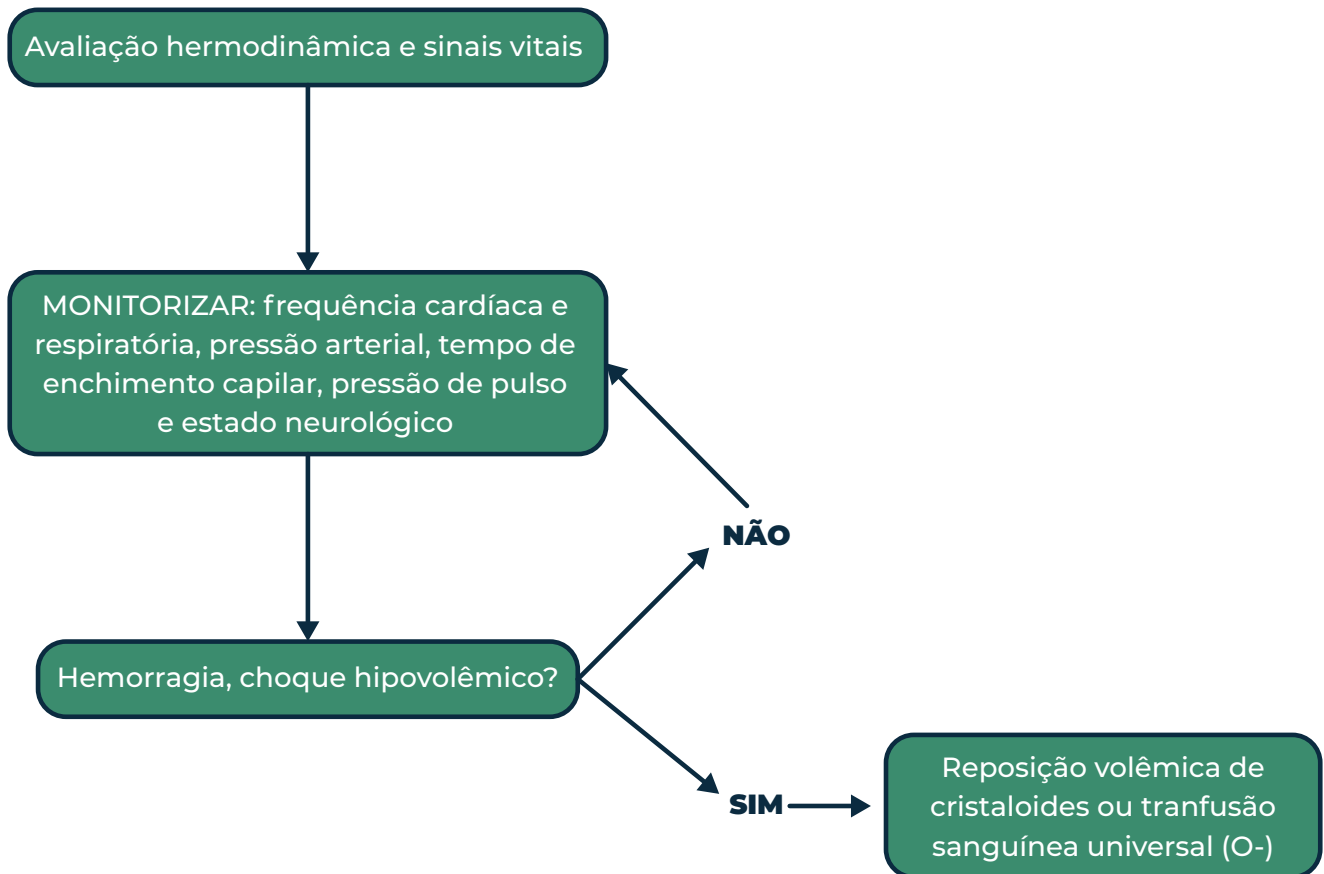 Avaliação hermodinâmica e sinais vitais
MONITORIZAR: frequência cardíaca e
respiratória, pressão arterial, tempo de
enchimento capilar, pressão de pulso
e estado neurológico
NÃO
Hemorragia, choque hipovolêmico?
SIM
Reposição volêmica de
cristaloides ou tranfusão
sanguínea universal (O-)